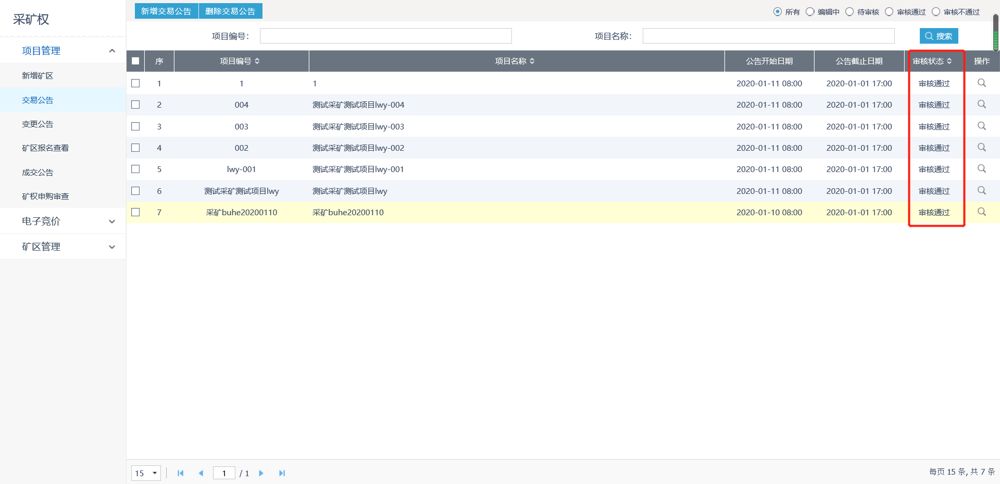 采矿权
项目管理
新增矿区
交易公告
变更公告
矿区报名查看
成交公告
矿权申购审查
电子竞价
矿区管理
新增交易公告 删除交易公告 所有 编辑中 待审核 审核通过 审核不通过
项目编号： 项目名称： 搜索
序 项目编号 项目名称 公告开始日期 公告截止日期 审核状态 操作
1 1 1 2020-01-11 08:00 2020-01-01 17:00 审核通过
2 004 测试采矿测试项目lwy-004 2020-01-11 08:00 2020-01-01 17:00 审核通过
3 003 测试采矿测试项目lwy-003 2020-01-11 08:00 2020-01-01 17:00 审核通过
4 002 测试采矿测试项目lwy-002 2020-01-11 08:00 2020-01-01 17:00 审核通过
5 lwy-001 测试采矿测试项目lwy-001 2020-01-11 08:00 2020-01-01 17:00 审核通过
6 测试采矿测试项目lwy 测试采矿测试项目lwy 2020-01-11 08:00 2020-01-01 17:00 审核通过
7 采矿buhe20200110 采矿buhe20200110 2020-01-10 08:00 2020-01-01 17:00 审核通过
15 1 / 1 每页 15 条, 共 7 条